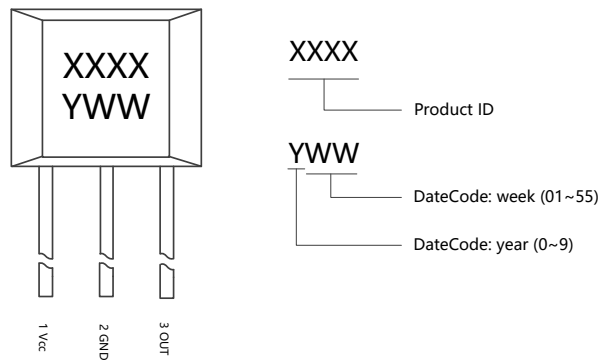 XXXX
YWW
1 Vcc
2 GND
3 OUT
XXXX
Product ID
YWW
DateCode: week (01~55)
DateCode: year (0~9)